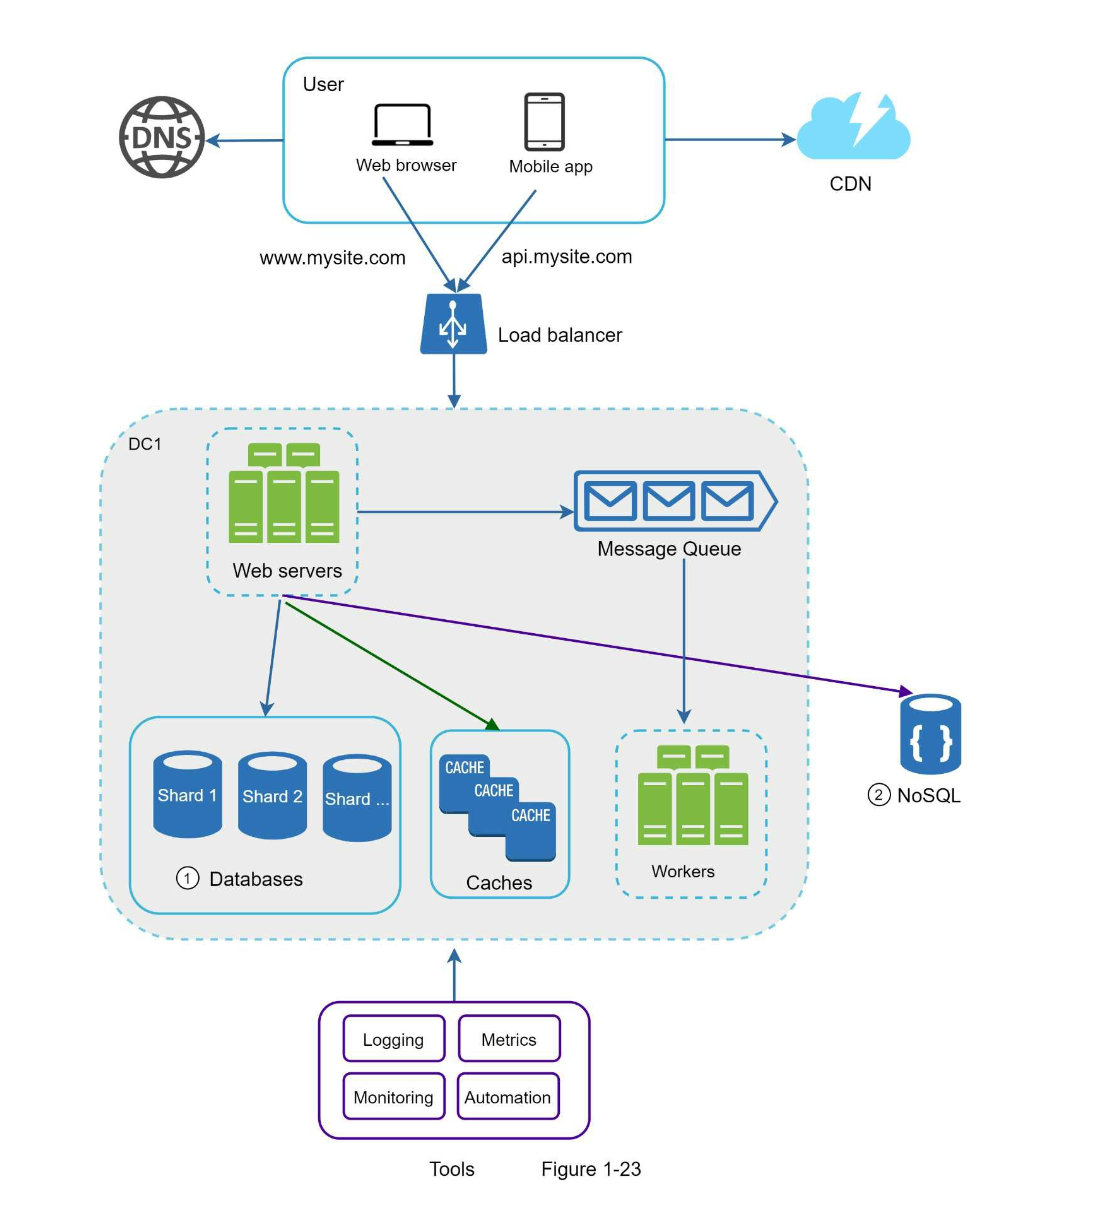 User
DNS
Web browser
Mobile app
CDN
www.mysite.com
api.mysite.com
Load balancer
DC1
Web servers
Message Queue
Shard 1
Shard 2
Shard ...
1 Databases
CACHE
CACHE
CACHE
Caches
Workers
{ }
2 NoSQL
Logging
Metrics
Monitoring
Automation
Tools
Figure 1-23